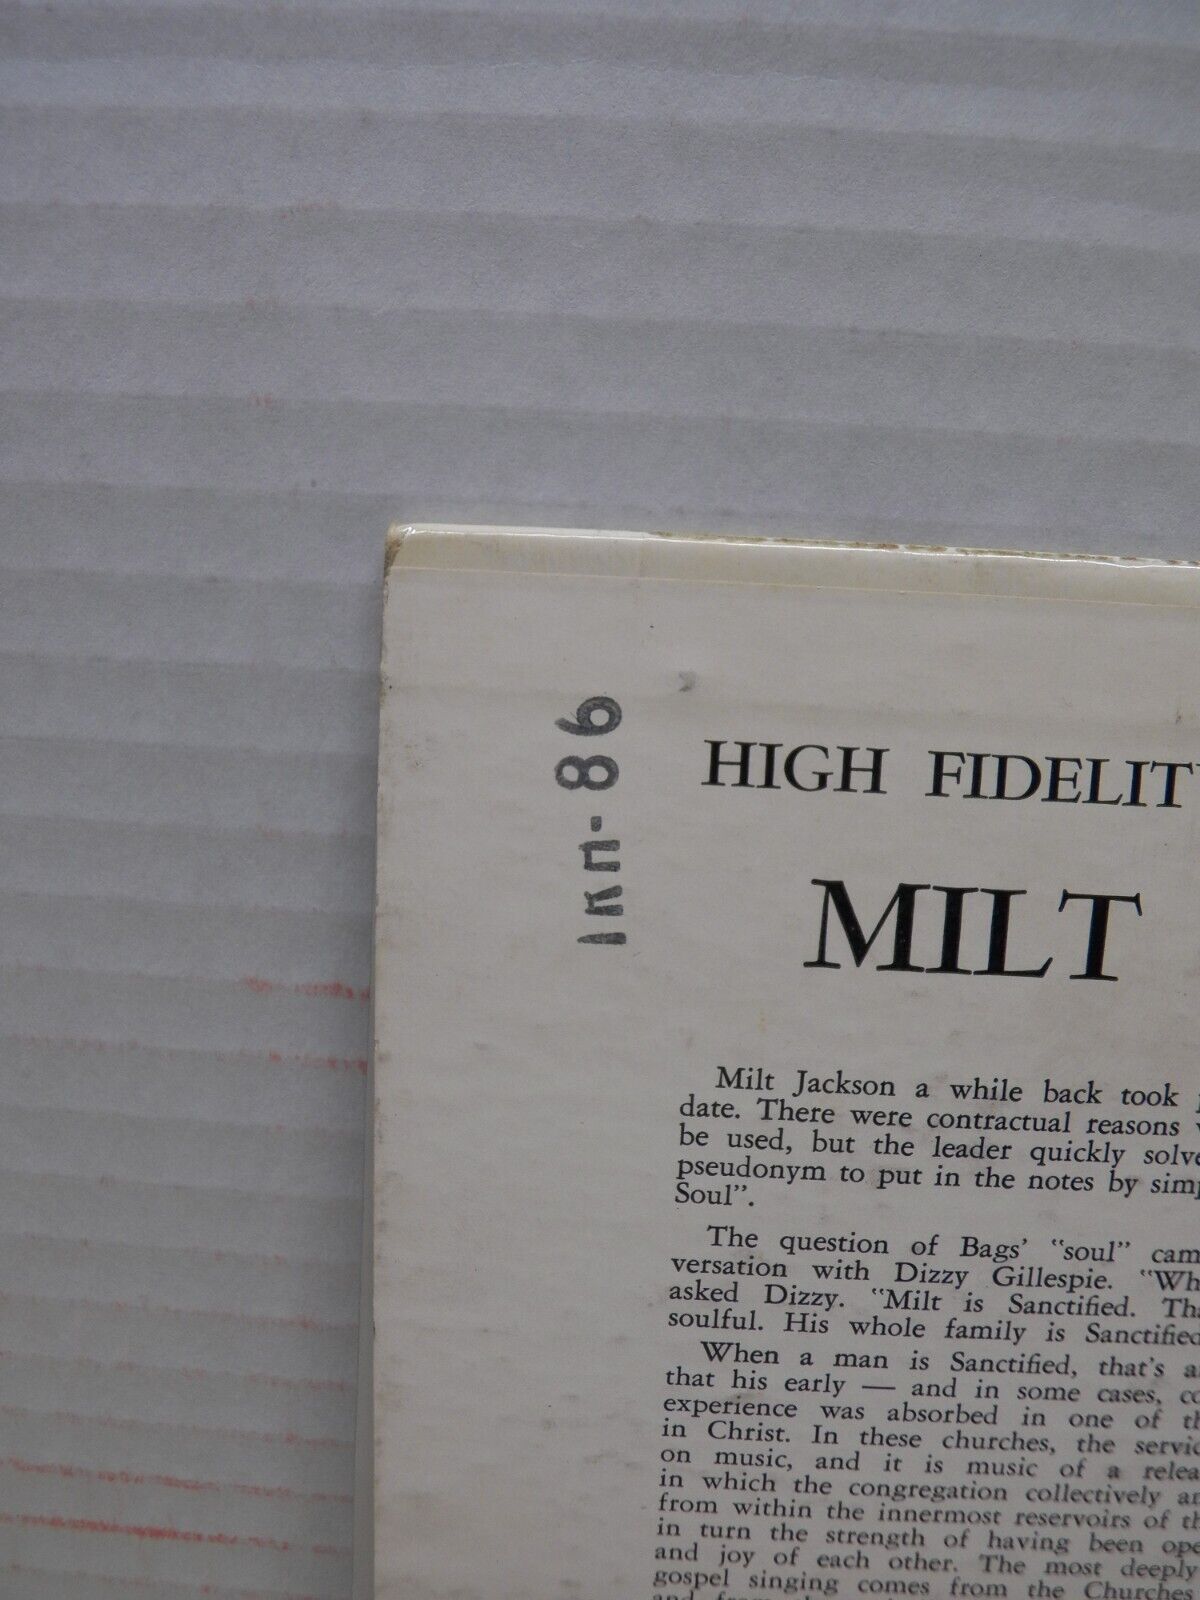 86
HIGH FIDELIT
MILT
Milt Jackson a while back took
date. There were contractual reasons
be used, but the leader quickly solve
pseudonym to put in the notes by simp
Soul".
The question of Bags' "soul" cam
versation with Dizzy Gillespie. "Wh
asked Dizzy. "Milt is Sanctified. Tha
soulful. His whole family is Sanctified
When a man is Sanctified, that's a
that his early — and in some cases, co
experience was absorbed in one of th
in Christ. In these churches, the servic
on music, and it is music of a relea
in which the congregation collectively an
from within the innermost reservoirs of th
in turn the strength of having been ope
and joy of each other. The most deeply
gospel singing comes from the Churches